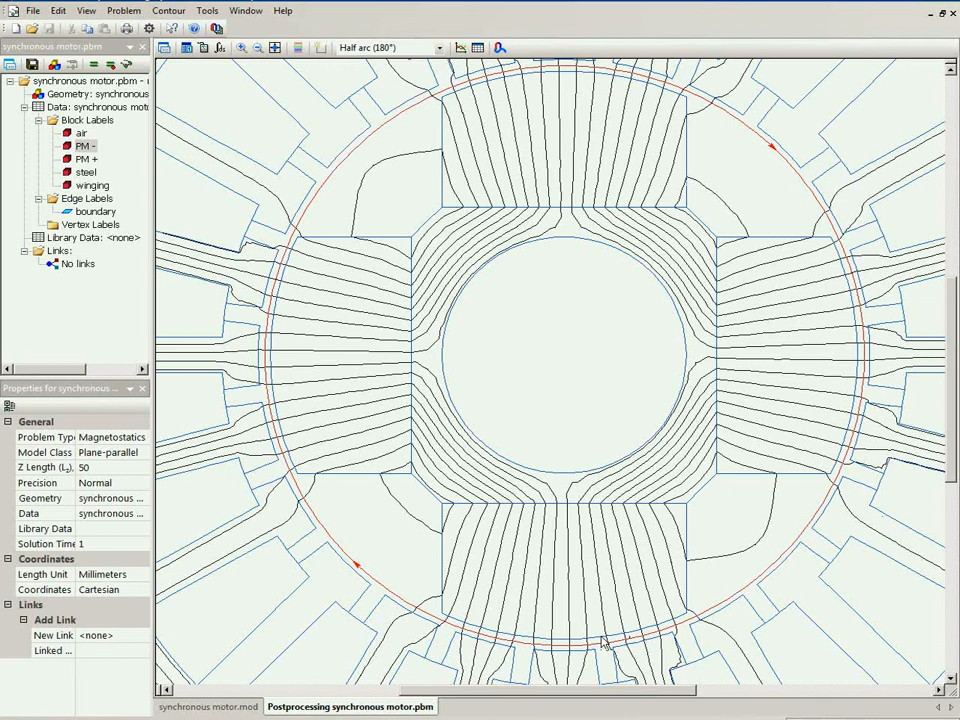 File Edit View Problem Contour Tools Window Help
synchronous motor.pbm
Half arc (180°)
synchronous motor.pbm -
Geometry: synchronous
Data: synchronous mot
Block Labels
air
PM -
PM +
steel
winging
Edge Labels
boundary
Vertex Labels
Library Data: <none>
Links:
No links
Properties for synchronous ...
General
Problem Typ Magnetostatics
Model Class Plane-parallel
Z Length (Lz), 50
Precision Normal
Geometry synchronous ...
Data synchronous ...
Library Data
Solution Time 1
Coordinates
Length Unit Millimeters
Coordinates Cartesian
Links
Add Link
New Link <none>
Linked ...
synchronous motor.mod Postprocessing synchronous motor.pbm